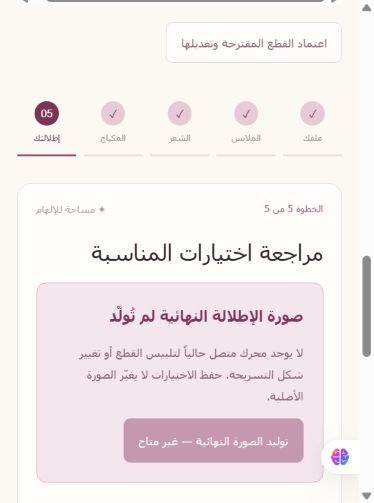 اعتماد القطع المقترحة وتعديلها
ملفك
الملابس
الشعر
المكياج
05
إطلالتك
الخطوة 5 من 5
✦ مساحة للإلهام
مراجعة اختيارات المناسبة
صورة الإطلالة النهائية لم تُولَّد
لا يوجد محرك متصل حالياً لتلبيس القطع أو تغيير
شكل التسريحة. حفظ الاختيارات لا يغيّر الصورة
الأصلية.
توليد الصورة النهائية — غير متاح